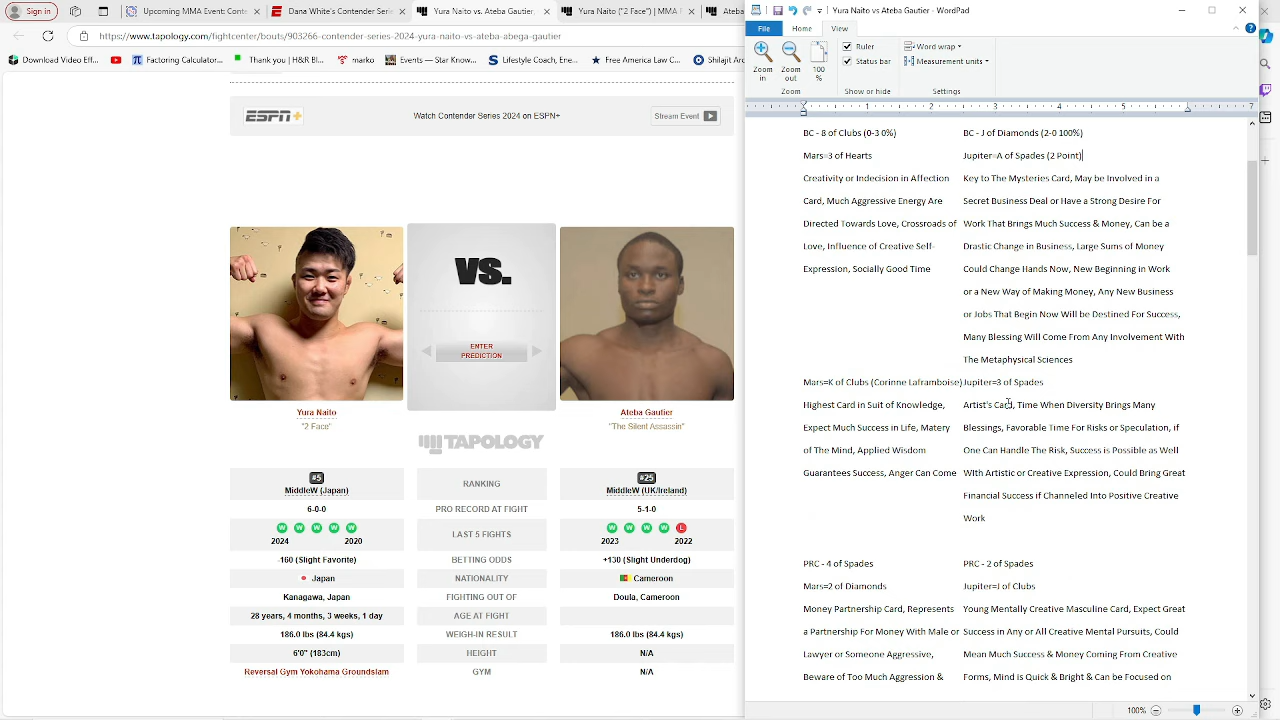 Sign in
Upcoming MMA Event Contend
Dana White's Contender Series
Yura Naito vs. Ateba Gautier
Yura Naito ("2 Face") | MMA F
Ateb
Yura Naito vs Ateba Gautier - WordPad
https://www.tapology.com/fightcenter/bouts/903286-contender-series-2024-yura-naito-vs-ateba-abega-gautier
Download Video Lin...
U
Factoring Calculator...
Thank you | H&R Bl...
marko
Events — Star Know...
Lifestyle Coach, Ene...
Free America Law C...
Shilajit Ar
File
Home
View
Zoom in
Zoom out
100 %
Zoom
Ruler
Status bar
Show or hide
Word wrap
Measurement units
Settings
1 2 3 4 5 7
ESPN+
Watch Contender Series 2024 on ESPN+
Stream Event
VS.
ENTER PREDICTION
Yura Naito
"2 Face"
TAPOLOGY
Ateba Gautier
"The Silent Assassin"
#5
MiddleW (Japan)
RANKING
#25
MiddleW (UK/Ireland)
6-0-0
PRO RECORD AT FIGHT
5-1-0
W W W W W
2024 2020
LAST 5 FIGHTS
W W W W L
2023 2022
-160 (Slight Favorite)
BETTING ODDS
+130 (Slight Underdog)
Japan
NATIONALITY
Cameroon
Kanagawa, Japan
FIGHTING OUT OF
Doula, Cameroon
28 years, 4 months, 3 weeks, 1 day
AGE AT FIGHT
186.0 lbs (84.4 kgs)
WEIGH-IN RESULT
186.0 lbs (84.4 kgs)
6'0" (183cm)
HEIGHT
N/A
Reversal Gym Yokohama Groundslam
GYM
N/A
BC - 8 of Clubs (0-3 0%)
Mars=3 of Hearts
Creativity or Indecision in Affection
Card, Much Aggressive Energy Are
Directed Towards Love, Crossroads of
Love, Influence of Creative Self-
Expression, Socially Good Time
BC - J of Diamonds (2-0 100%)
Jupiter=A of Spades (2 Point)
Key to The Mysteries Card, May be Involved in a
Secret Business Deal or Have a Strong Desire For
Work That Brings Much Success & Money, Can be a
Drastic Change in Business, Large Sums of Money
Could Change Hands Now, New Beginning in Work
or a New Way of Making Money, Any New Business
or Jobs That Begin Now Will be Destined For Success,
Many Blessing Will Come From Any Involvement With
The Metaphysical Sciences
Mars=K of Clubs (Corinne Laframboise)
Highest Card in Suit of Knowledge,
Expect Much Success in Life, Matery
of The Mind, Applied Wisdom
Guarantees Success, Anger Can Come
Jupiter=3 of Spades
Artist's Card, Time When Diversity Brings Many
Blessings, Favorable Time For Risks or Speculation, if
One Can Handle The Risk, Success is Possible as Well
With Artistic or Creative Expression, Could Bring Great
Financial Success if Channeled Into Positive Creative
Work
PRC - 4 of Spades
Mars=2 of Diamonds
Money Partnership Card, Represents
a Partnership For Money With Male or
Lawyer or Someone Aggressive,
Beware of Too Much Aggression &
PRC - 2 of Spades
Jupiter=J of Clubs
Young Mentally Creative Masculine Card, Expect Great
Success in Any or All Creative Mental Pursuits, Could
Mean Much Success & Money Coming From Creative
Forms, Mind is Quick & Bright & Can be Focused on
100%